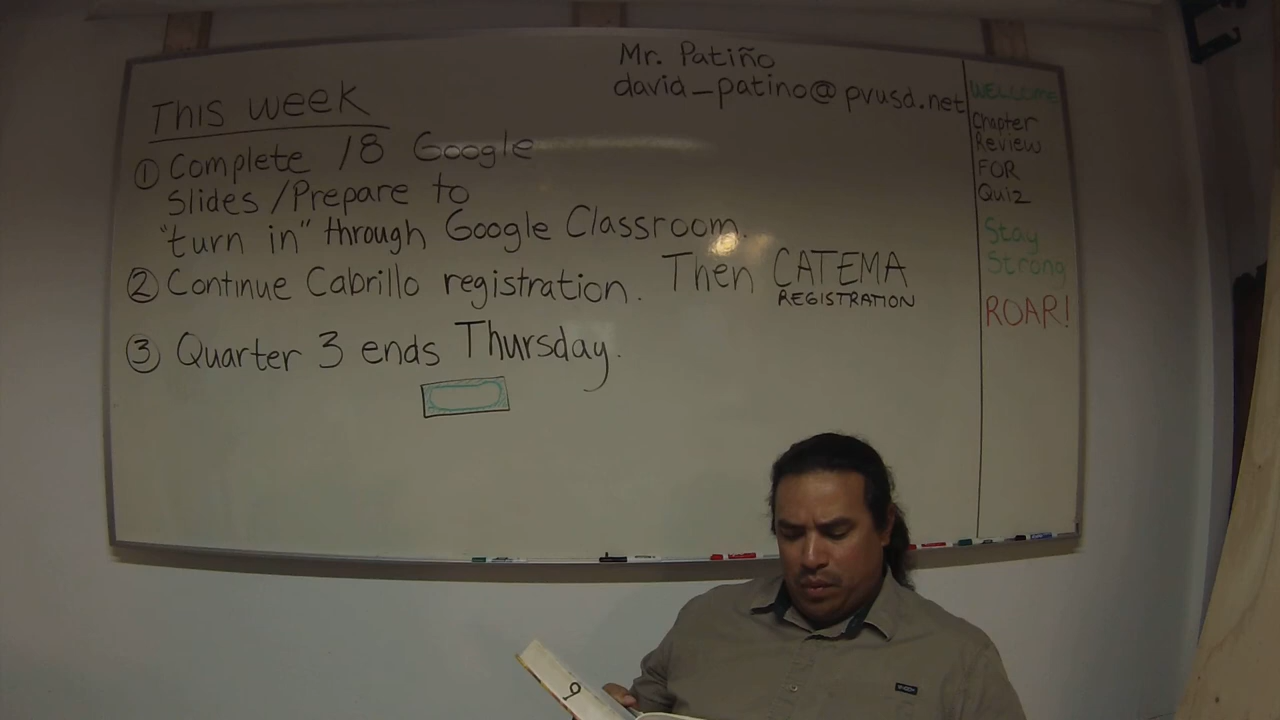 Mr. Patiño
david_patino@pvusd.net
This week
① Complete 18 Google
Slides/Prepare to
"turn in" through Google Classroom.
② Continue Cabrillo registration. Then CATEMA
REGISTRATION
③ Quarter 3 ends Thursday.
WELCOME
Chapter
Review
FOR
Quiz
Stay
Strong
ROAR!
9